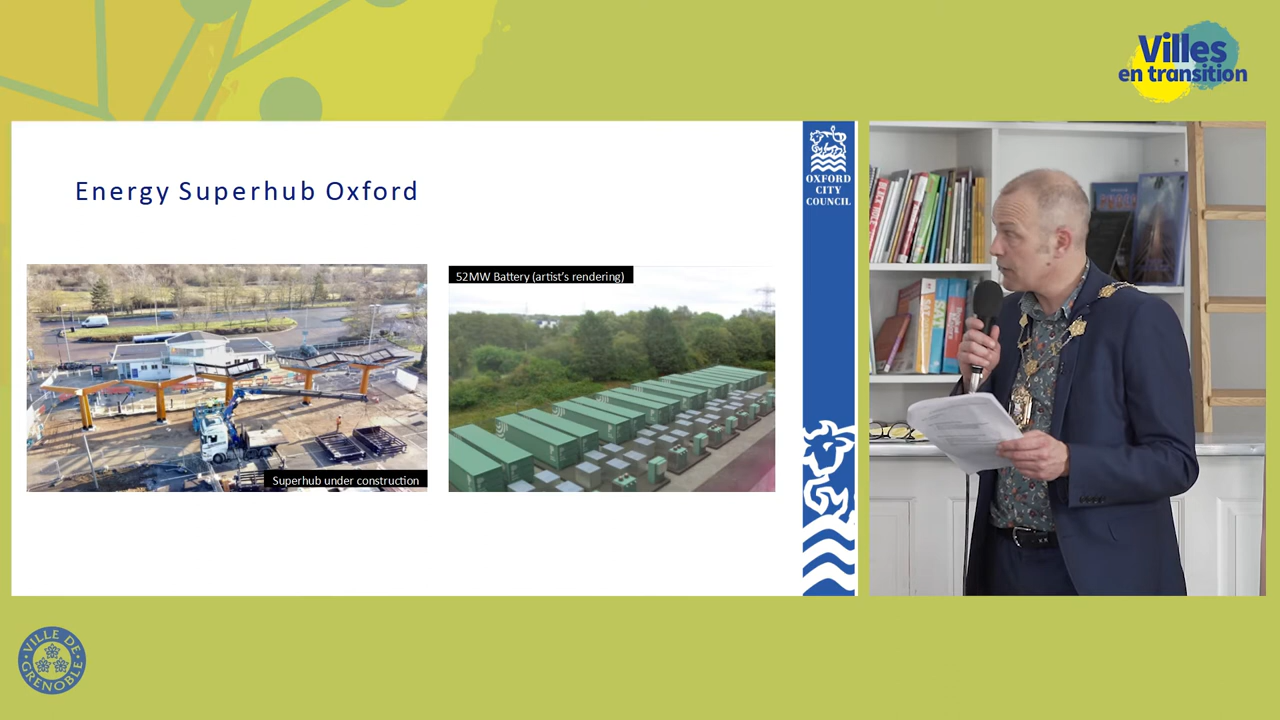 Villes
en transition
Energy Superhub Oxford
OXFORD
CITY
COUNCIL
52MW Battery (artist's rendering)
Superhub under construction
SAT
VILLE DE
GRENOBLE